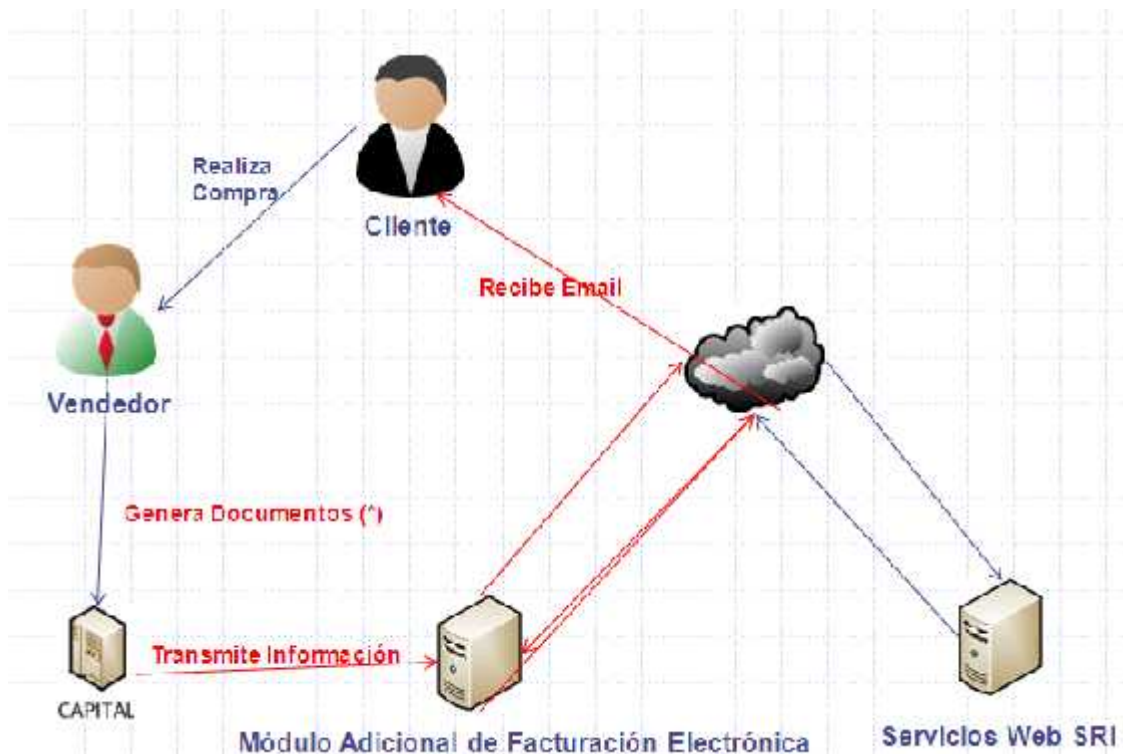 Realiza
Compra
Cliente
Recibe Email
Vendedor
Genera Documentos (*)
Transmite Información
CAPITAL
Módulo Adicional de Facturación Electrónica
Servicios Web SRI